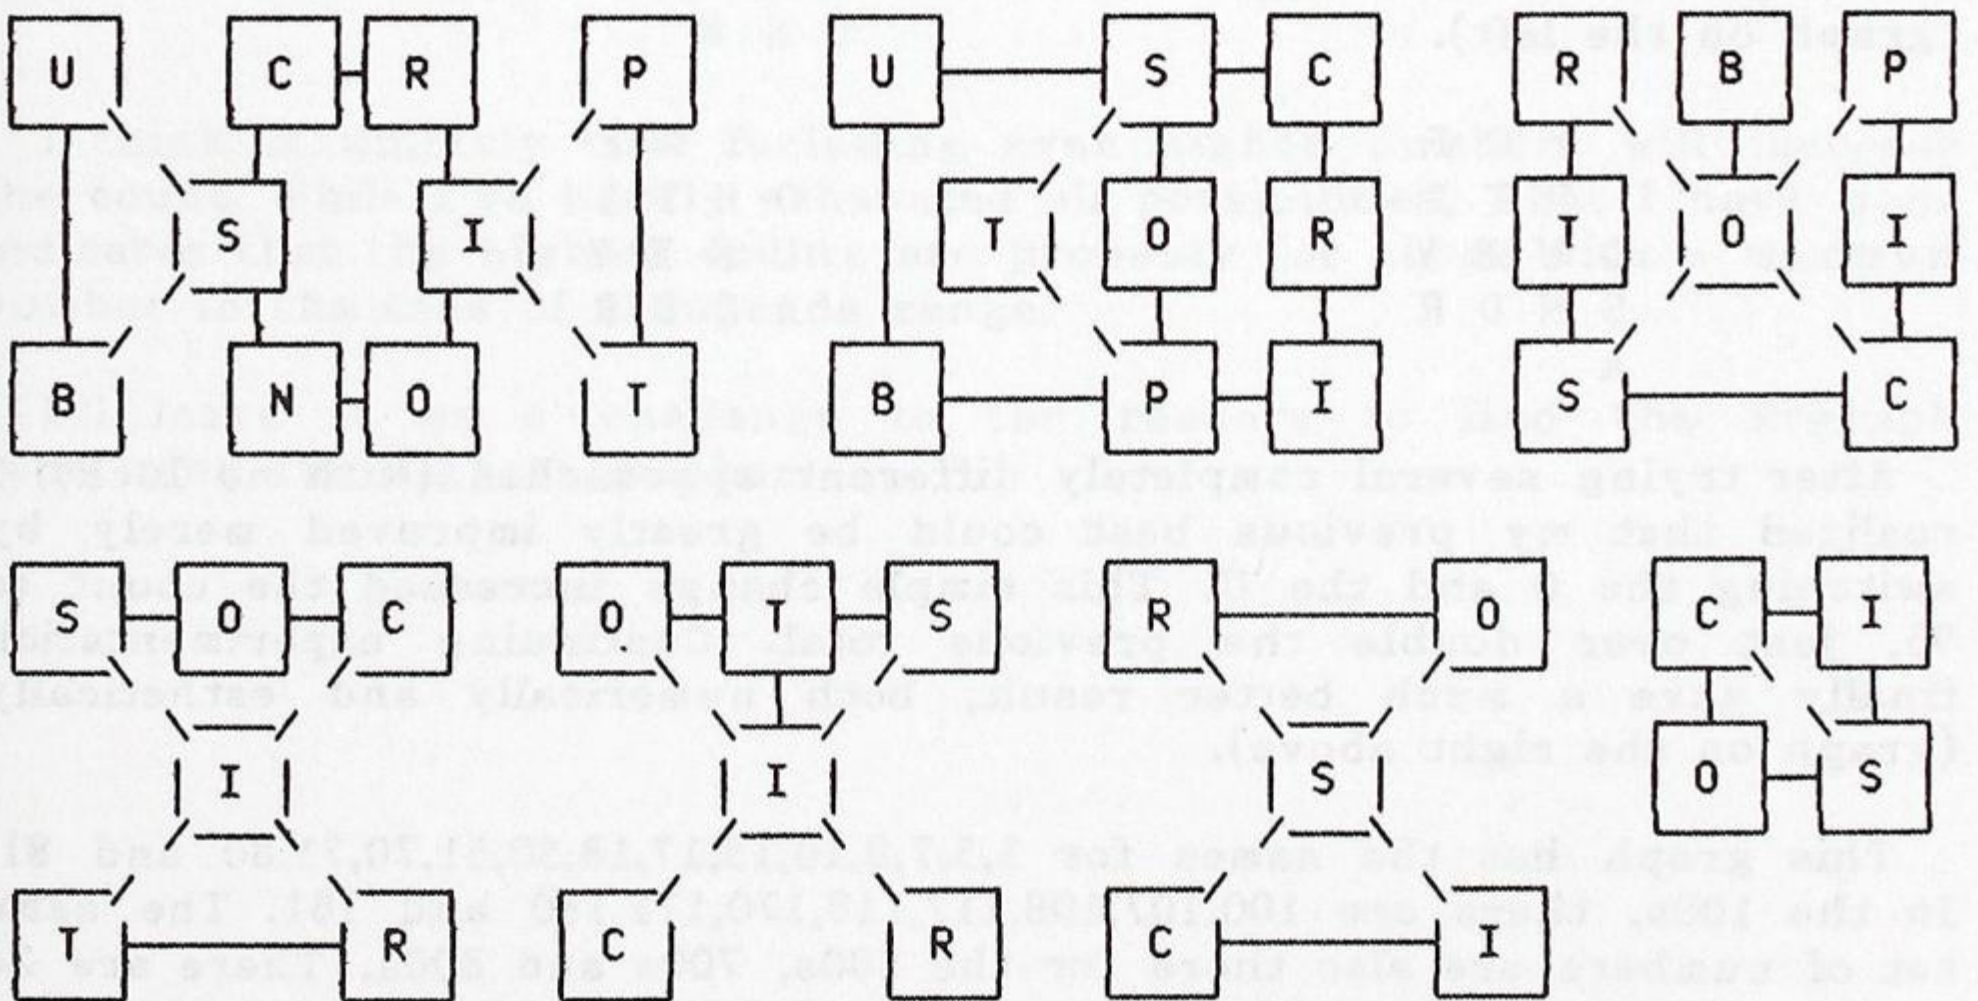 U C R P U S C R B P
S I T O R T O I
B N O T B P I S C
S O C O T S R O C I
I I S O S
T R C R C I